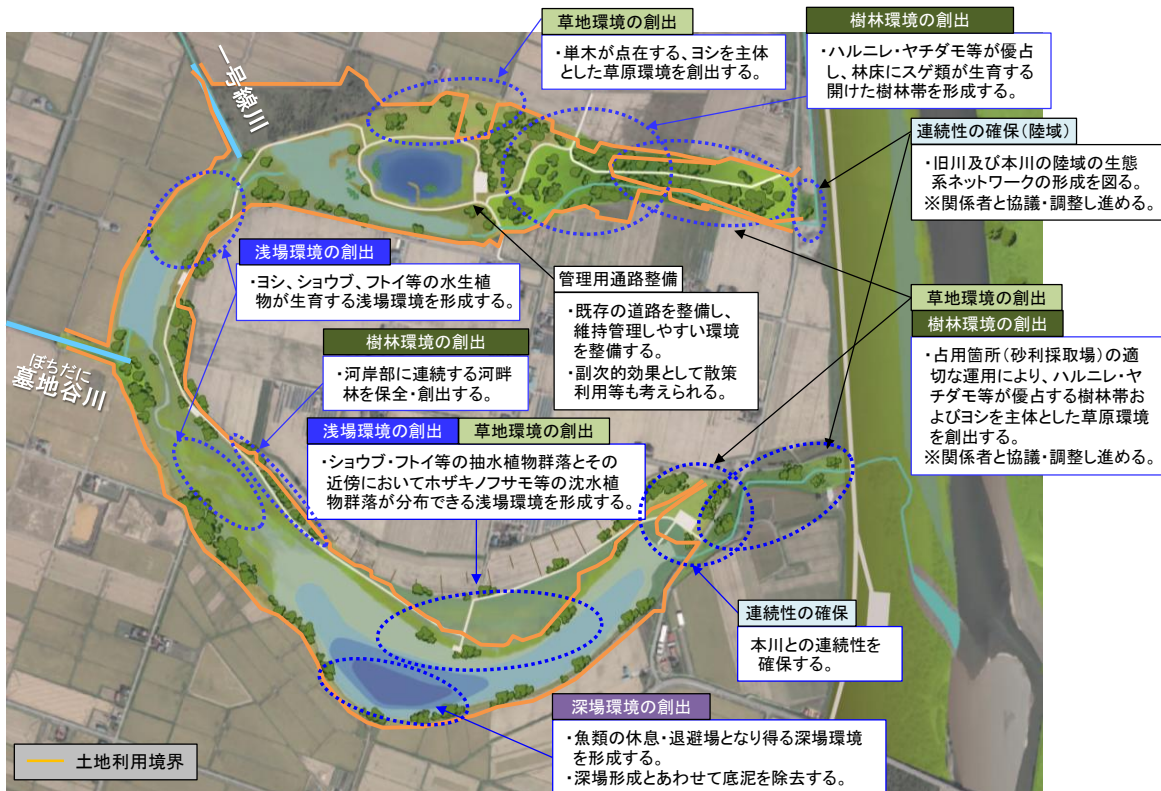 草地環境の創出
・単木が点在する、ヨシを主体
とした草原環境を創出する。
樹林環境の創出
・ハルニレ・ヤチダモ等が優占
し、林床にスゲ類が生育する
開けた樹林帯を形成する。
一号線川
連続性の確保(陸域)
・旧川及び本川の陸域の生態
系ネットワークの形成を図る。
※関係者と協議・調整し進める。
浅場環境の創出
・ヨシ、ショウブ、フトイ等の水生植
物が生育する浅場環境を形成する。
管理用通路整備
・既存の道路を整備し、
維持管理しやすい環境
を整備する。
・副次的効果として散策
利用等も考えられる。
草地環境の創出
樹林環境の創出
・占用箇所(砂利採取場)の適
切な運用により、ハルニレ・ヤ
チダモ等が優占する樹林帯お
よびヨシを主体とした草原環境
を創出する。
※関係者と協議・調整し進める。
ぼちだに
墓地谷川
樹林環境の創出
・河岸部に連続する河畔
林を保全・創出する。
浅場環境の創出
草地環境の創出
・ショウブ・フトイ等の抽水植物群落とその
近傍においてホザキノフサモ等の沈水植
物群落が分布できる浅場環境を形成する。
連続性の確保
本川との連続性を
確保する。
深場環境の創出
・魚類の休息・退避場となり得る深場環境
を形成する。
・深場形成とあわせて底泥を除去する。
土地利用境界